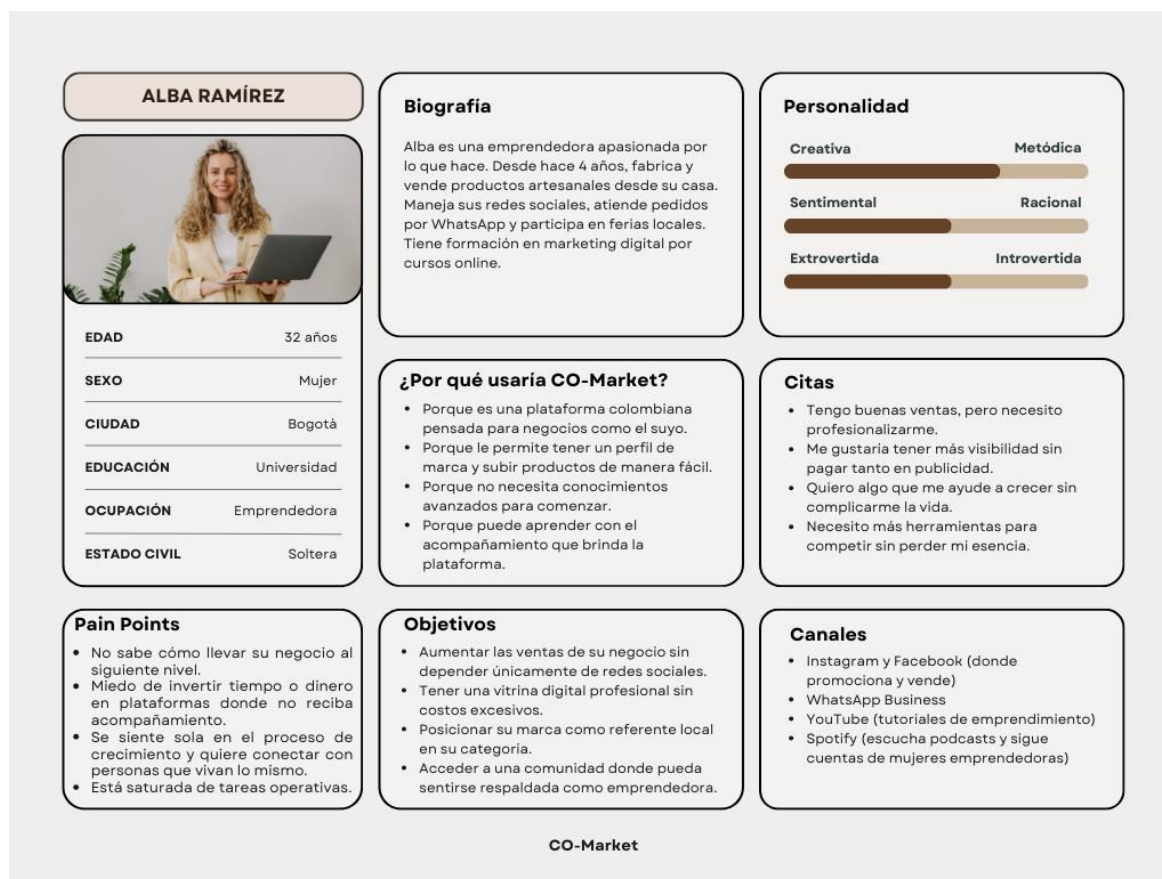 ALBA RAMÍREZ
EDAD 32 años
SEXO Mujer
CIUDAD Bogotà
EDUCACIÓN Universidad
OCUPACIÓN Emprendedora
ESTADO CIVIL Soltera
Biografía
Alba es una emprendedora apasionada por
lo que hace. Desde hace 4 años, fabrica y
vende productos artesanales desde su casa.
Maneja sus redes sociales, atiende pedidos
por WhatsApp y participa en ferias locales.
Tiene formación en marketing digital por
cursos online.
Personalidad
Creativa Metódica
Sentimental Racional
Extrovertida Introvertida
¿Por qué usaría CO-Market?
• Porque es una plataforma colombiana
pensada para negocios como el suyo.
• Porque le permite tener un perfil de
marca y subir productos de manera fácil.
• Porque no necesita conocimientos
avanzados para comenzar.
• Porque puede aprender con el
acompañamiento que brinda la
plataforma.
Citas
• Tengo buenas ventas, pero necesito
profesionalizarme.
• Me gustaría tener más visibilidad sin
pagar tanto en publicidad.
• Quiero algo que me ayude a crecer sin
complicarme la vida.
• Necesito más herramientas para
competir sin perder mi esencia.
Pain Points
• No sabe cómo llevar su negocio al
siguiente nivel.
• Miedo de invertir tiempo o dinero
en plataformas donde no reciba
acompañamiento.
• Se siente sola en el proceso de
crecimiento y quiere conectar con
personas que vivan lo mismo.
• Está saturada de tareas operativas.
Objetivos
• Aumentar las ventas de su negocio sin
depender únicamente de redes sociales.
• Tener una vitrina digital profesional sin
costos excesivos.
• Posicionar su marca como referente local
en su categoría.
• Acceder a una comunidad donde pueda
sentirse respaldada como emprendedora.
Canales
• Instagram y Facebook (donde
promociona y vende)
• WhatsApp Business
• YouTube (tutoriales de emprendimiento)
• Spotify (escucha podcasts y sigue
cuentas de mujeres emprendedoras)
CO-Market